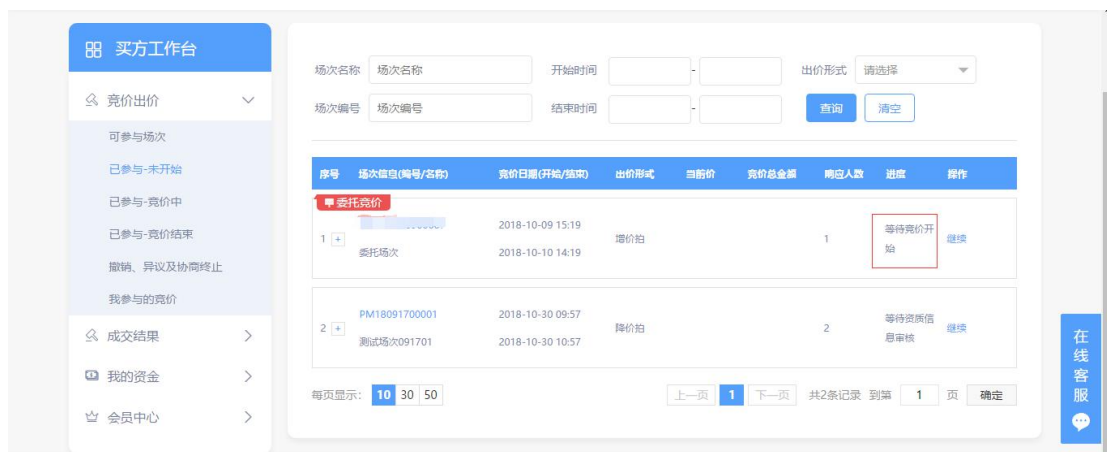 买方工作台
竞价出价
可参与场次
已参与-未开始
已参与-竞价中
已参与-竞价结束
撤销、异议及协商终止
我参与的竞价
成交结果
我的资金
会员中心
场次名称 场次名称 开始时间 - 出价形式 请选择
场次编号 场次编号 结束时间 - 查询 清空
序号 场次信息(编号/名称) 竞价日期(开始/结束) 出价形式 当前价 竞价总金额 响应人数 进度 操作
委托竞价
2018-10-09 15:19
1 + 增价拍 1 等待竞价开 继续
始
委托场次 2018-10-10 14:19
PM18091700001 2018-10-30 09:57
2 + 降价拍 2 等待资质信 继续
息审核
测试场次091701 2018-10-30 10:57
每页显示: 10 30 50 上一页 1 下一页 共2条记录 到第 1 页 确定
在线客服